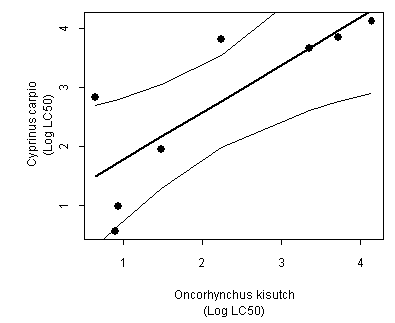 Cyprinus carpio
(Log LC50)
4
3
2
1
1 2 3 4
Oncorhynchus kisutch
(Log LC50)